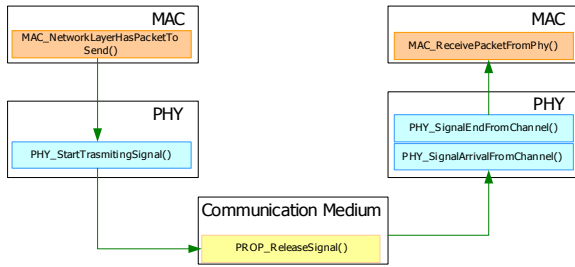 MAC
MAC_NetworkLayerHasPacketTo
Send()
PHY
PHY_StartTrasmitingSignal()
Communication Medium
PROP_ReleaseSignal()
MAC
MAC_ReceivePacketFromPhy()
PHY
PHY_SignalEndFromChannel()
PHY_SignalArrivalFromChannel()